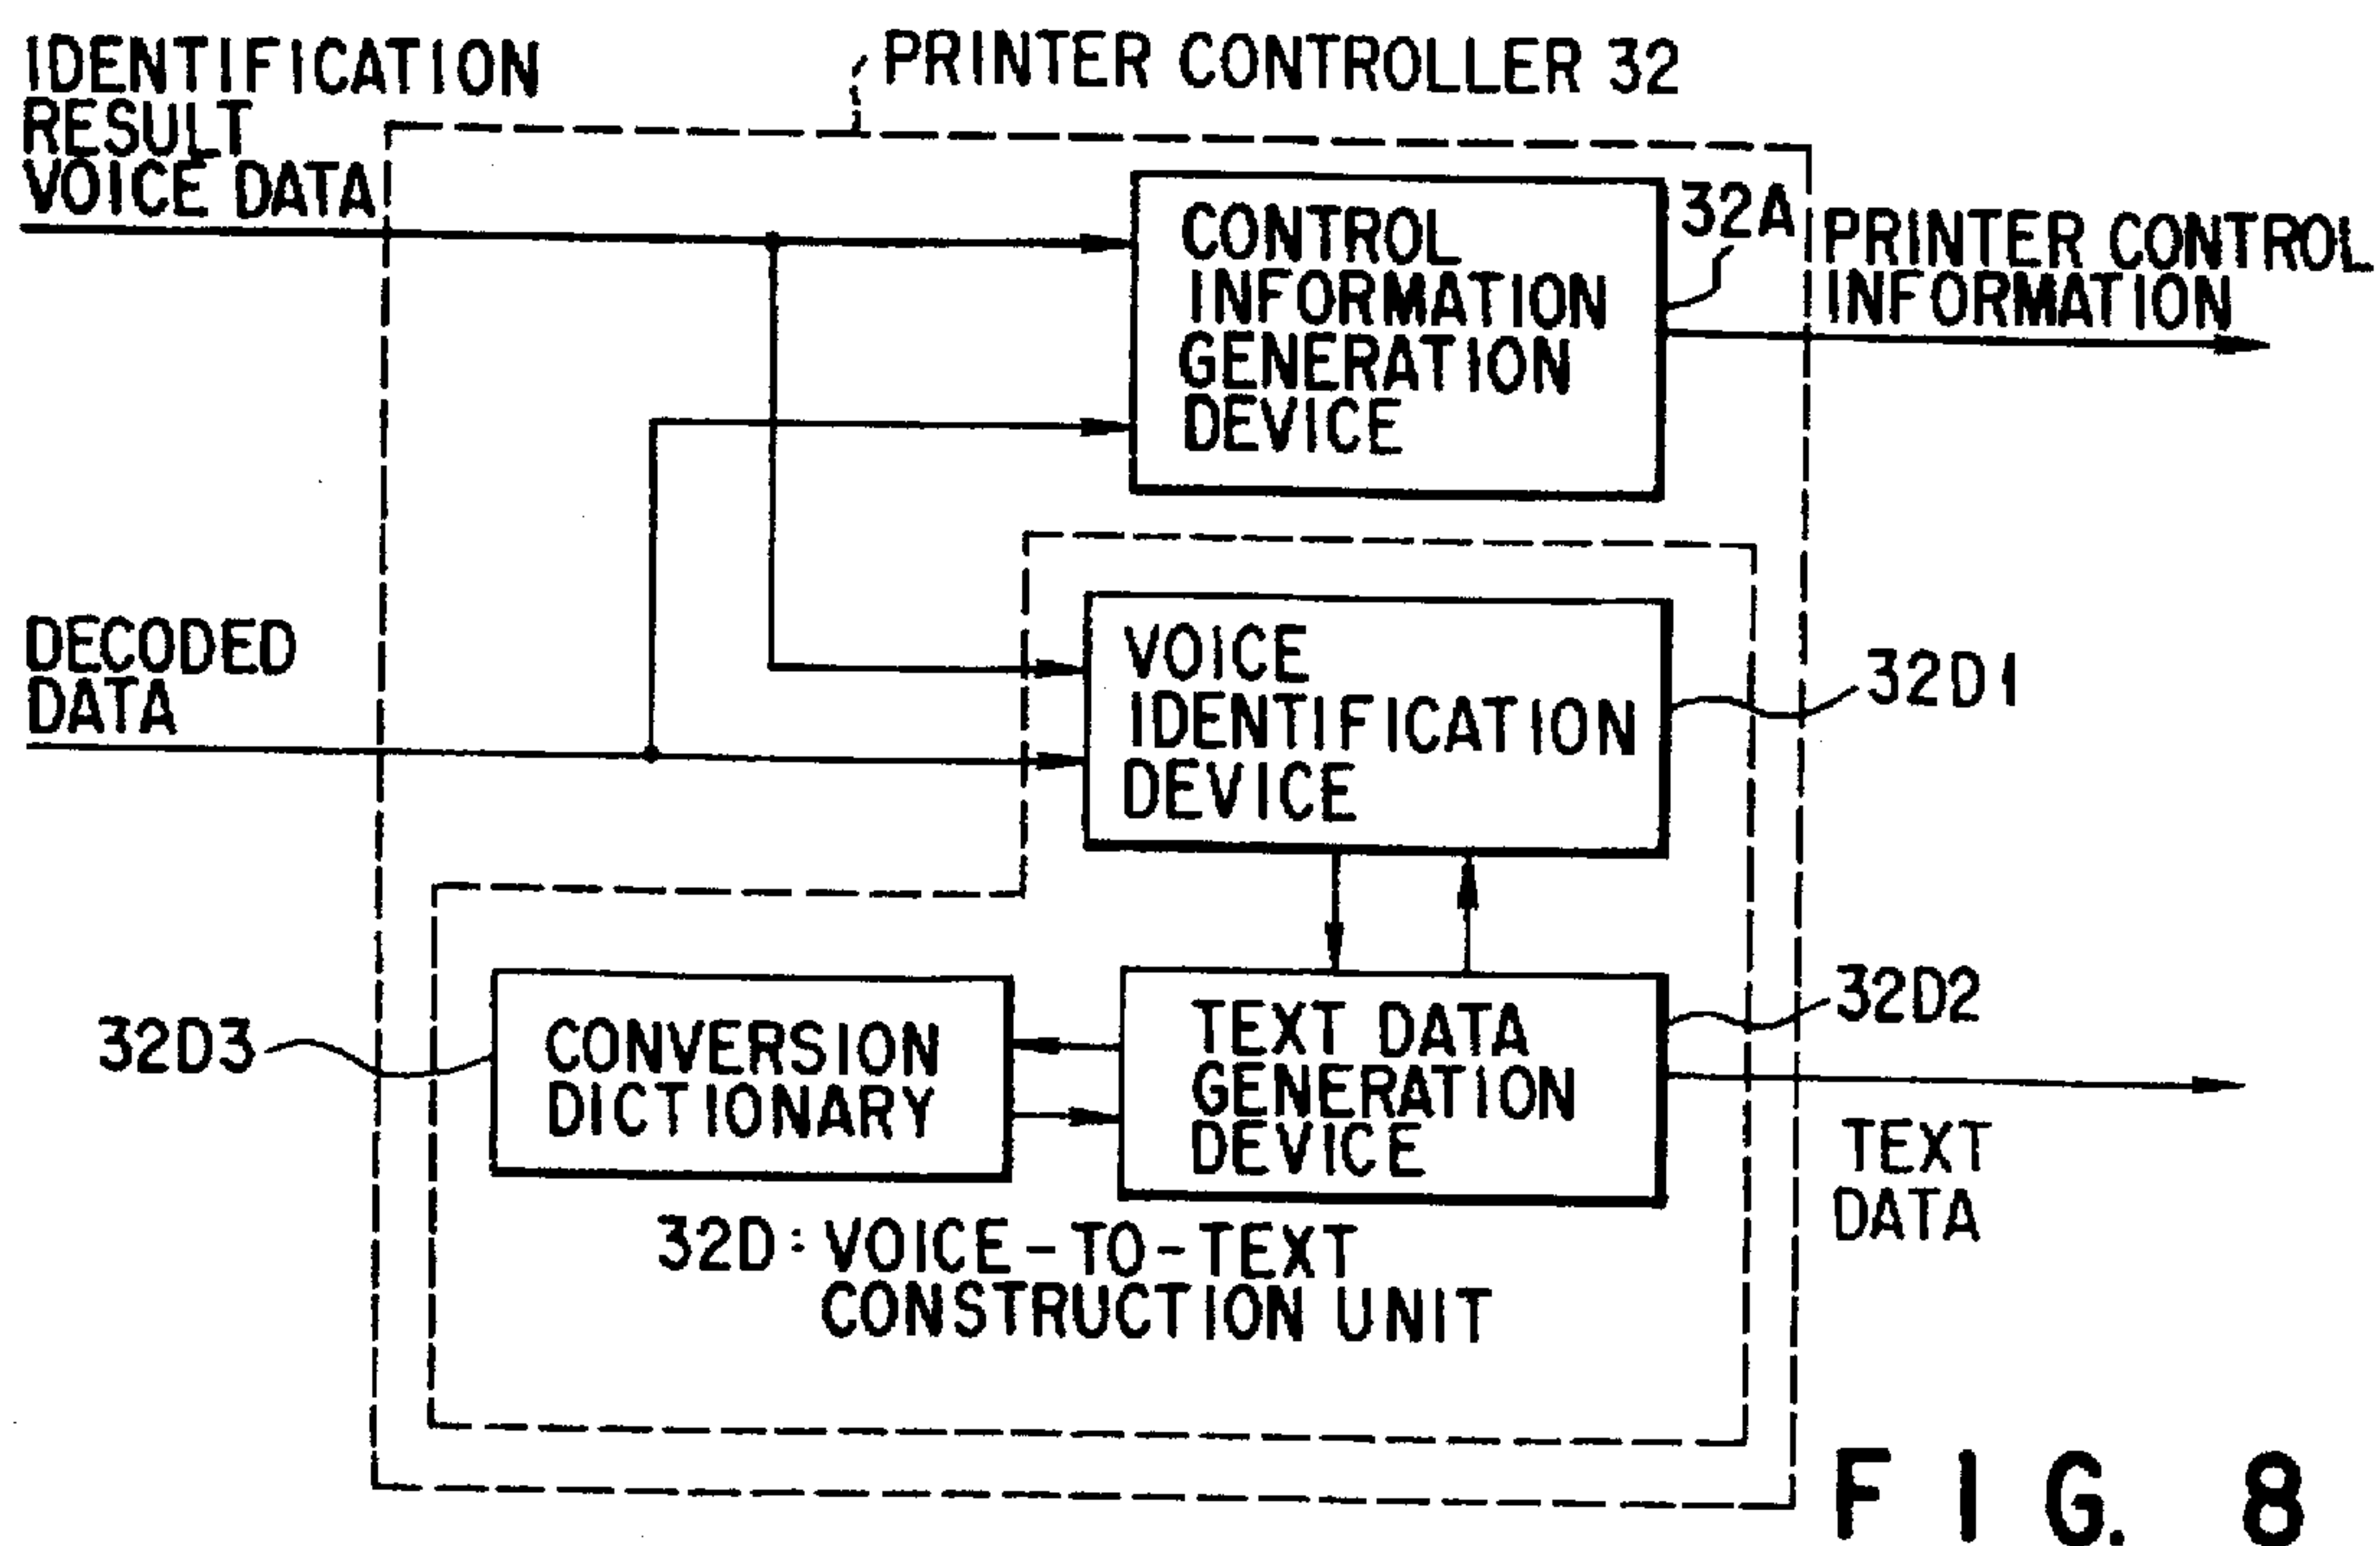 IDENTIFICATION
RESULT
VOICE DATA
PRINTER CONTROLLER 32
CONTROL
INFORMATION
GENERATION
DEVICE
32A
PRINTER CONTROL
INFORMATION
DECODED
DATA
VOICE
IDENTIFICATION
DEVICE
32D1
32D3
CONVERSION
DICTIONARY
TEXT DATA
GENERATION
DEVICE
32D2
TEXT
DATA
32D: VOICE-TO-TEXT
CONSTRUCTION UNIT
FIG. 8